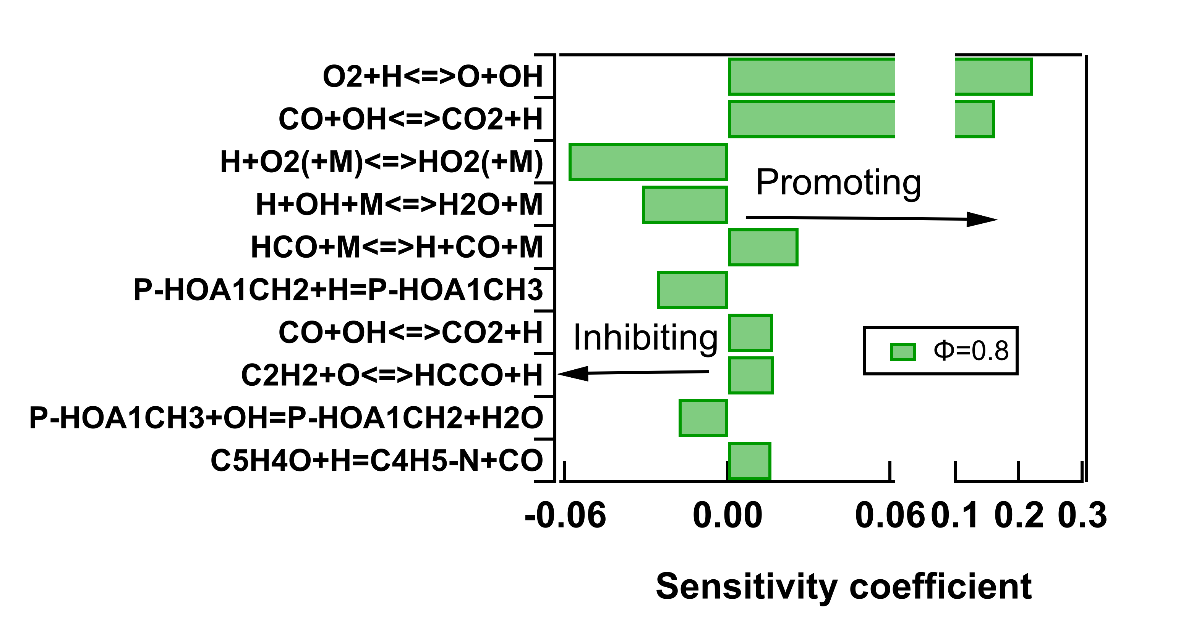 O2+H<=>O+OH
CO+OH<=>CO2+H
H+O2(+M)<=>HO2(+M)
H+OH+M<=>H2O+M
HCO+M<=>H+CO+M
P-HOA1CH2+H=P-HOA1CH3
CO+OH<=>CO2+H
C2H2+O<=>HCCO+H
P-HOA1CH3+OH=P-HOA1CH2+H2O
C5H4O+H=C4H5-N+CO
Promoting
Inhibiting
Φ=0.8
-0.06 0.00 0.06 0.1 0.2 0.3
Sensitivity coefficient